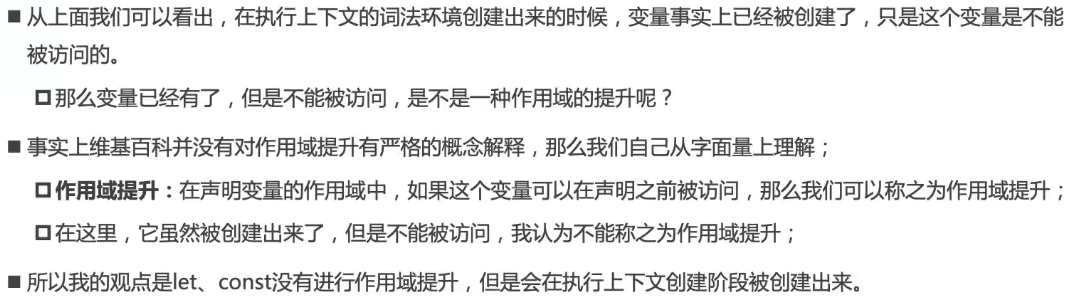 ■ 从上面我们可以看出，在执行上下文的词法环境创建出来的时候，变量事实上已经被创建了，只是这个变量是不能
被访问的。
□ 那么变量已经有了，但是不能被访问，是不是一种作用域的提升呢？
■ 事实上维基百科并没有对作用域提升有严格的概念解释，那么我们自己从字面量上理解；
□ 作用域提升：在声明变量的作用域中，如果这个变量可以在声明之前被访问，那么我们可以称之为作用域提升；
□ 在这里，它虽然被创建出来了，但是不能被访问，我认为不能称之为作用域提升；
■ 所以我的观点是let、const没有进行作用域提升，但是会在执行上下文创建阶段被创建出来。